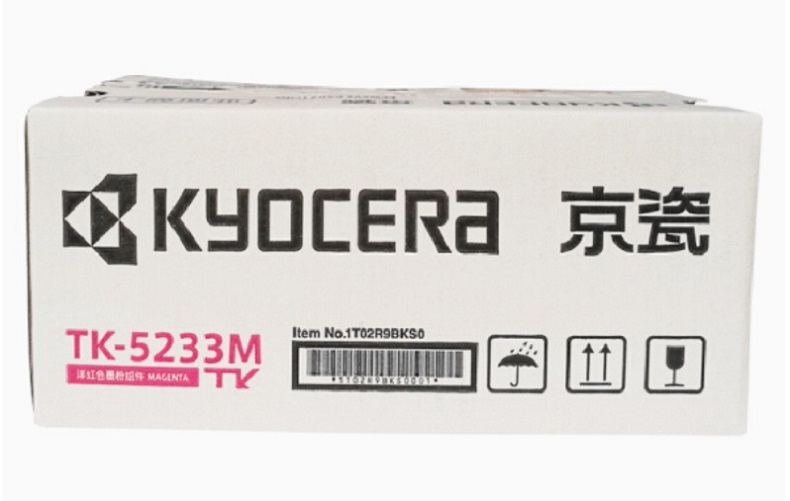 KYOCERA 京瓷
TK-5233M
洋红色墨粉组件 MAGENTA
TK
Item No.1T02R9BKS0